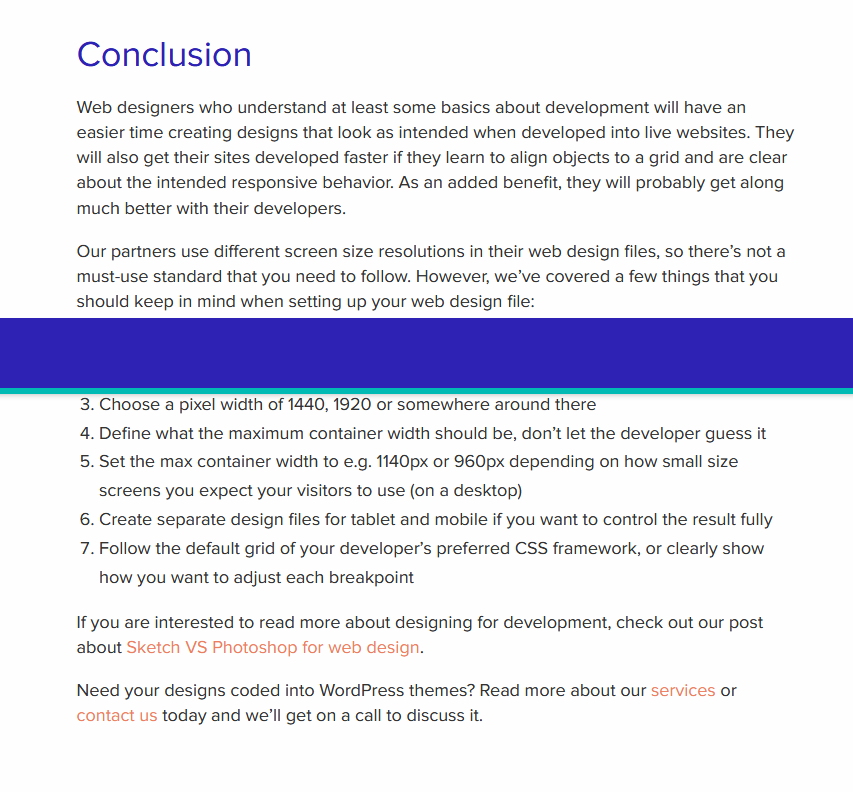 Conclusion
Web designers who understand at least some basics about development will have an
easier time creating designs that look as intended when developed into live websites. They
will also get their sites developed faster if they learn to align objects to a grid and are clear
about the intended responsive behavior. As an added benefit, they will probably get along
much better with their developers.
Our partners use different screen size resolutions in their web design files, so there’s not a
must-use standard that you need to follow. However, we’ve covered a few things that you
should keep in mind when setting up your web design file:
3. Choose a pixel width of 1440, 1920 or somewhere around there
4. Define what the maximum container width should be, don’t let the developer guess it
5. Set the max container width to e.g. 1140px or 960px depending on how small size
screens you expect your visitors to use (on a desktop)
6. Create separate design files for tablet and mobile if you want to control the result fully
7. Follow the default grid of your developer’s preferred CSS framework, or clearly show
how you want to adjust each breakpoint
If you are interested to read more about designing for development, check out our post
about Sketch VS Photoshop for web design.
Need your designs coded into WordPress themes? Read more about our services or
contact us today and we’ll get on a call to discuss it.